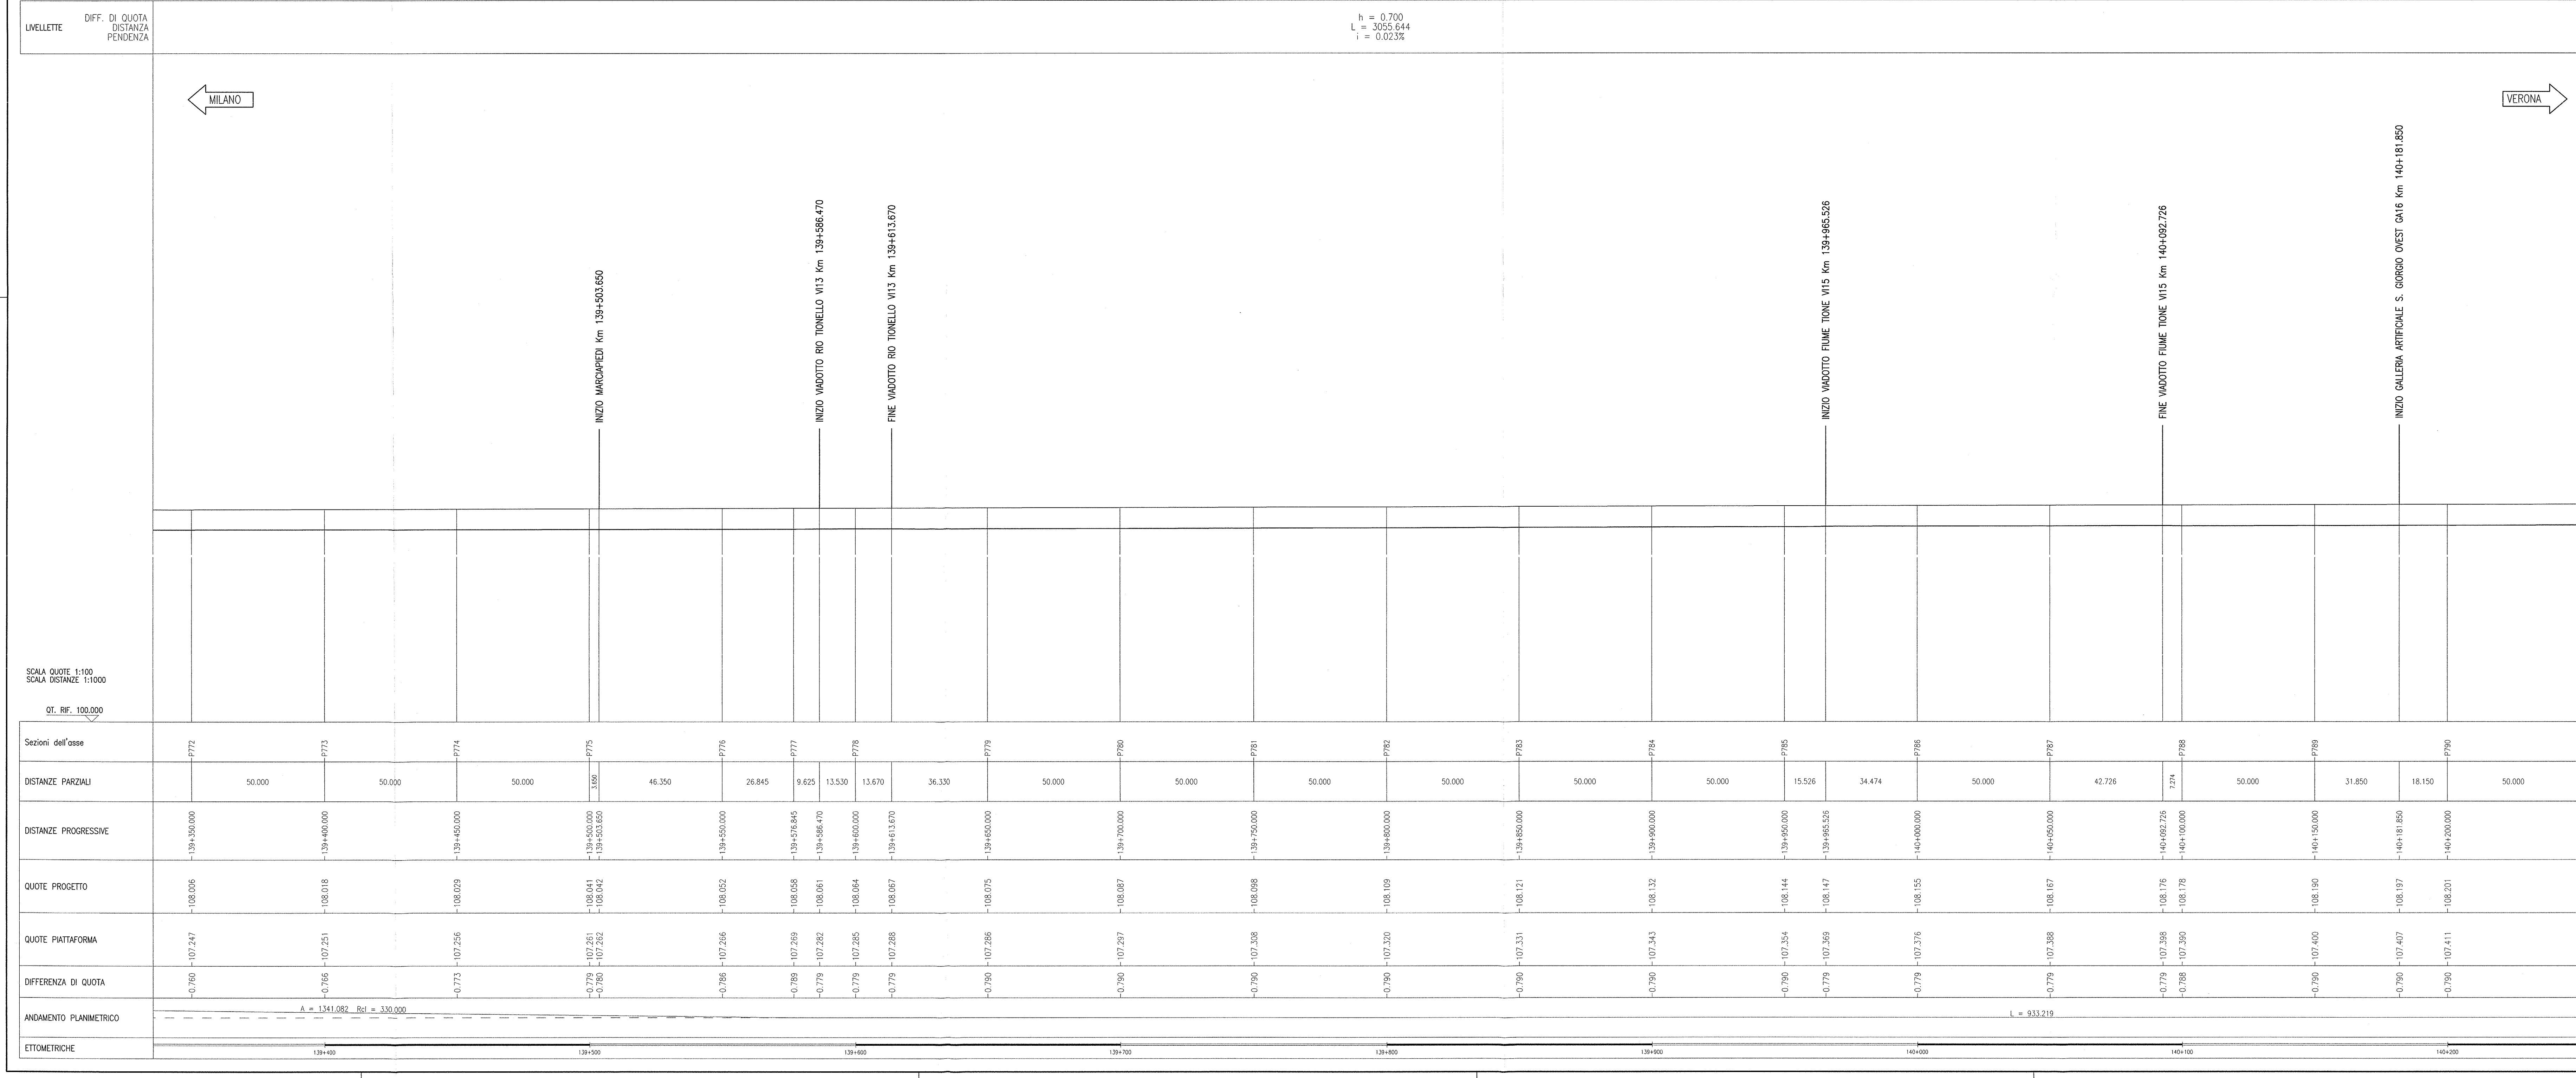 LIVELLETTE
DIFF. DI QUOTA
DISTANZA
PENDENZA
h = 0.700
L = 3055.644
i = 0.023%
MILANO
VERONA
INIZIO MARCIAPIEDI Km 139+503.650
INIZIO VIADOTTO RIO TIONELLO VI13 Km 139+586.470
FINE VIADOTTO RIO TIONELLO VI13 Km 139+613.670
INIZIO VIADOTTO FIUME TIONE VI15 Km 139+965.526
FINE VIADOTTO FIUME TIONE VI15 Km 140+092.726
INIZIO GALLERIA ARTIFICIALE S. GIORGIO OVEST GA16 Km 140+181.850
SCALA QUOTE 1:100
SCALA DISTANZE 1:1000
QT. RIF. 100.000
Sezioni dell'asse P772 P773 P774 P775 P776 P777 P778 P779 P780 P781 P782 P783 P784 P785 P786 P787 P788 P789 P790
DISTANZE PARZIALI 50.000 50.000 50.000 3.650 46.350 26.845 9.625 13.530 13.670 36.330 50.000 50.000 50.000 50.000 50.000 50.000 15.526 34.474 50.000 42.726 7.274 50.000 31.850 18.150 50.000
DISTANZE PROGRESSIVE 139+350.000 139+400.000 139+450.000 139+500.000 139+503.650 139+550.000 139+576.845 139+586.470 139+600.000 139+613.670 139+650.000 139+700.000 139+750.000 139+800.000 139+850.000 139+900.000 139+950.000 139+965.526 140+000.000 140+050.000 140+092.726 140+100.000 140+150.000 140+181.850 140+200.000
QUOTE PROGETTO 108.006 108.018 108.029 108.041 108.042 108.052 108.058 108.061 108.064 108.067 108.075 108.087 108.098 108.109 108.121 108.132 108.144 108.147 108.155 108.167 108.176 108.178 108.190 108.197 108.201
QUOTE PIATTAFORMA 107.247 107.251 107.256 107.261 107.262 107.266 107.269 107.282 107.285 107.288 107.286 107.297 107.308 107.320 107.331 107.343 107.354 107.369 107.376 107.388 107.398 107.390 107.400 107.407 107.411
DIFFERENZA DI QUOTA 0.760 0.766 0.773 0.779 0.780 0.786 0.789 0.779 0.779 0.779 0.790 0.790 0.790 0.790 0.790 0.790 0.790 0.779 0.779 0.779 0.779 0.788 0.790 0.790 0.790
ANDAMENTO PLANIMETRICO A = 1341.082 Rcl = 330.000 L = 933.219
ETTOMETRICHE 139+400 139+500 139+600 139+700 139+800 139+900 140+000 140+100 140+200